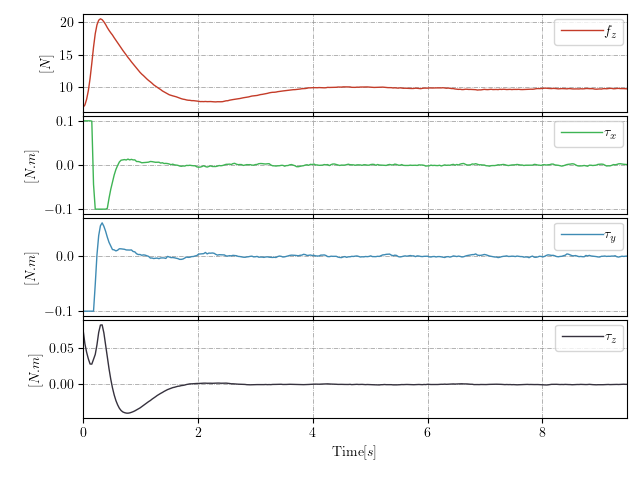 20
15
10
[N]
f_z
0.1
0.0
−0.1
[N.m]
τ_x
0.0
−0.1
[N.m]
τ_y
0.05
0.00
[N.m]
τ_z
0 2 4 6 8
Time[s]